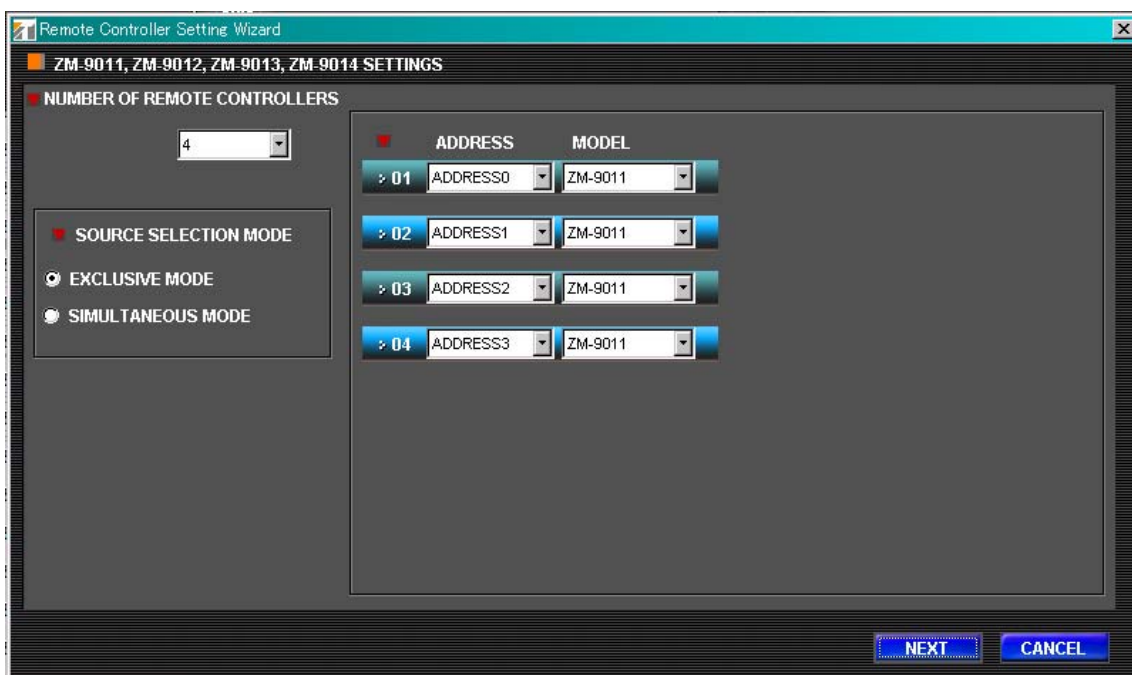 Remote Controller Setting Wizard
ZM-9011, ZM-9012, ZM-9013, ZM-9014 SETTINGS
NUMBER OF REMOTE CONTROLLERS
4
SOURCE SELECTION MODE
EXCLUSIVE MODE
SIMULTANEOUS MODE
ADDRESS MODEL
01 ADDRESS0 ZM-9011
02 ADDRESS1 ZM-9011
03 ADDRESS2 ZM-9011
04 ADDRESS3 ZM-9011
NEXT CANCEL